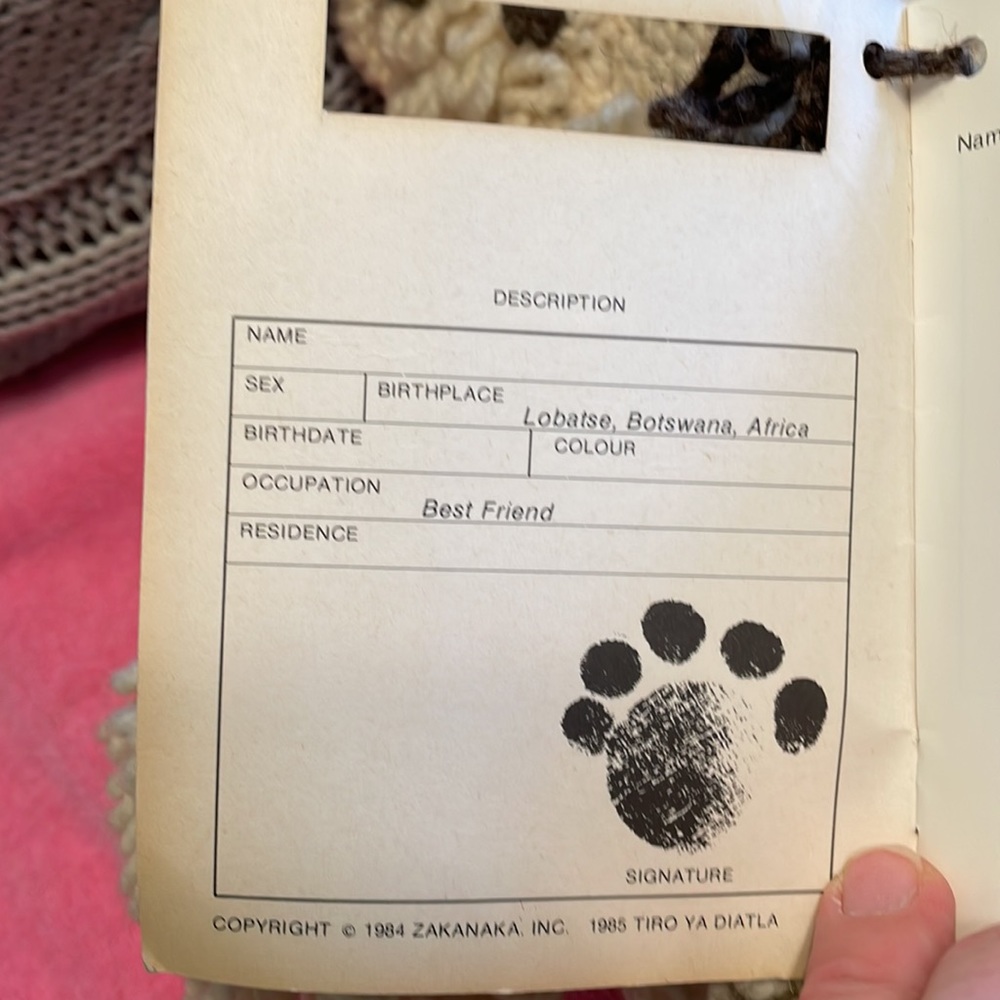 DESCRIPTION
NAME
SEX
BIRTHPLACE
Lobatse, Botswana, Africa
BIRTHDATE
COLOUR
OCCUPATION
Best Friend
RESIDENCE
SIGNATURE
COPYRIGHT © 1984 ZAKANAKA, INC. 1985 TIRO YA DIATLA